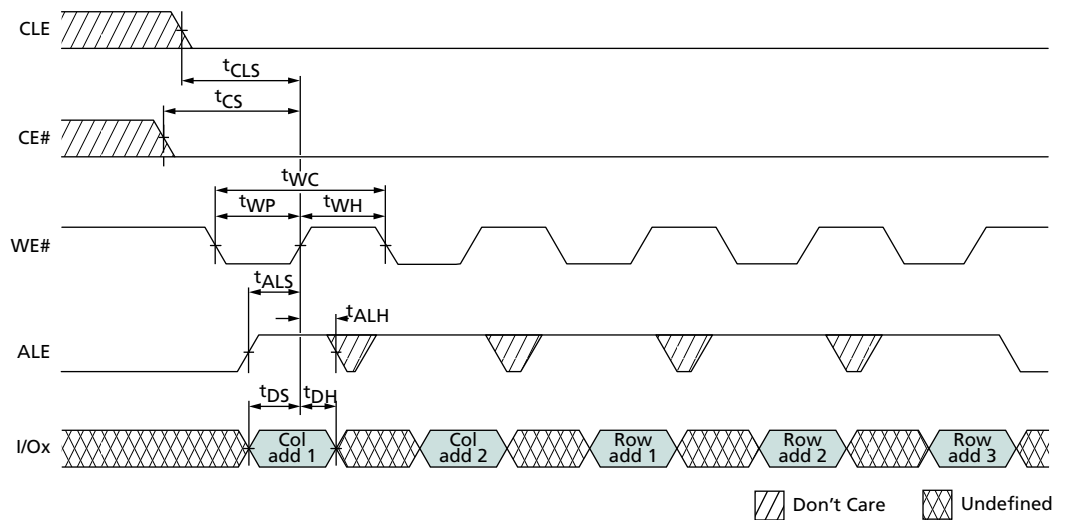 CLE
tCLS
tCS
CE#
tWC
tWP
tWH
WE#
tALS
tALH
ALE
tDS
tDH
I/Ox
Col
add 1
Col
add 2
Row
add 1
Row
add 2
Row
add 3
Don't Care
Undefined